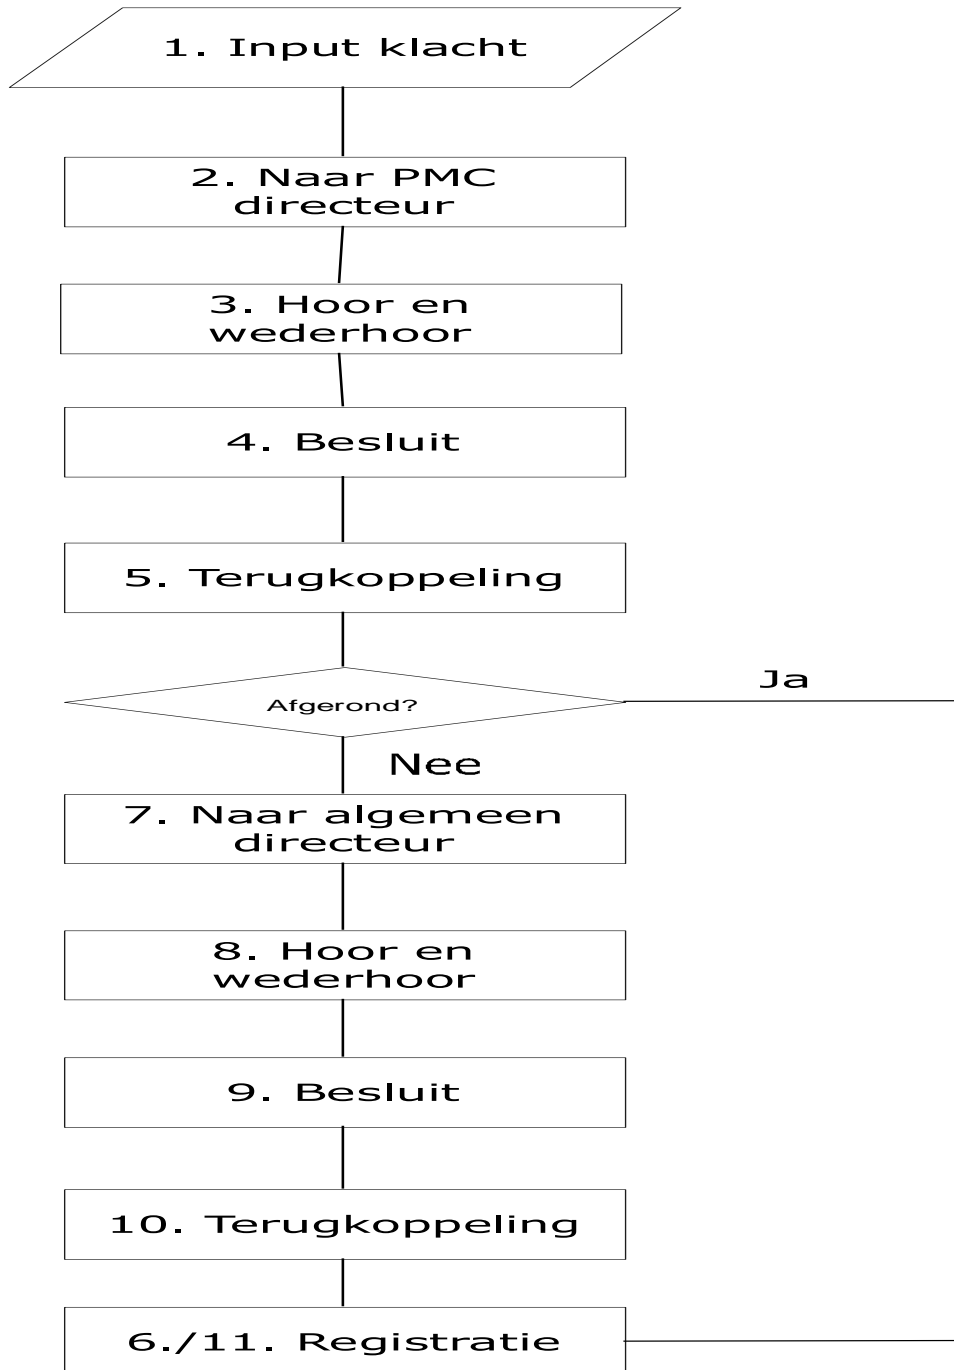 1. Input klacht
2. Naar PMC
directeur
3. Hoor en
wederhoor
4. Besluit
5. Terugkoppeling
Afgerond?
Ja
Nee
7. Naar algemeen
directeur
8. Hoor en
wederhoor
9. Besluit
10. Terugkoppeling
6./11. Registratie